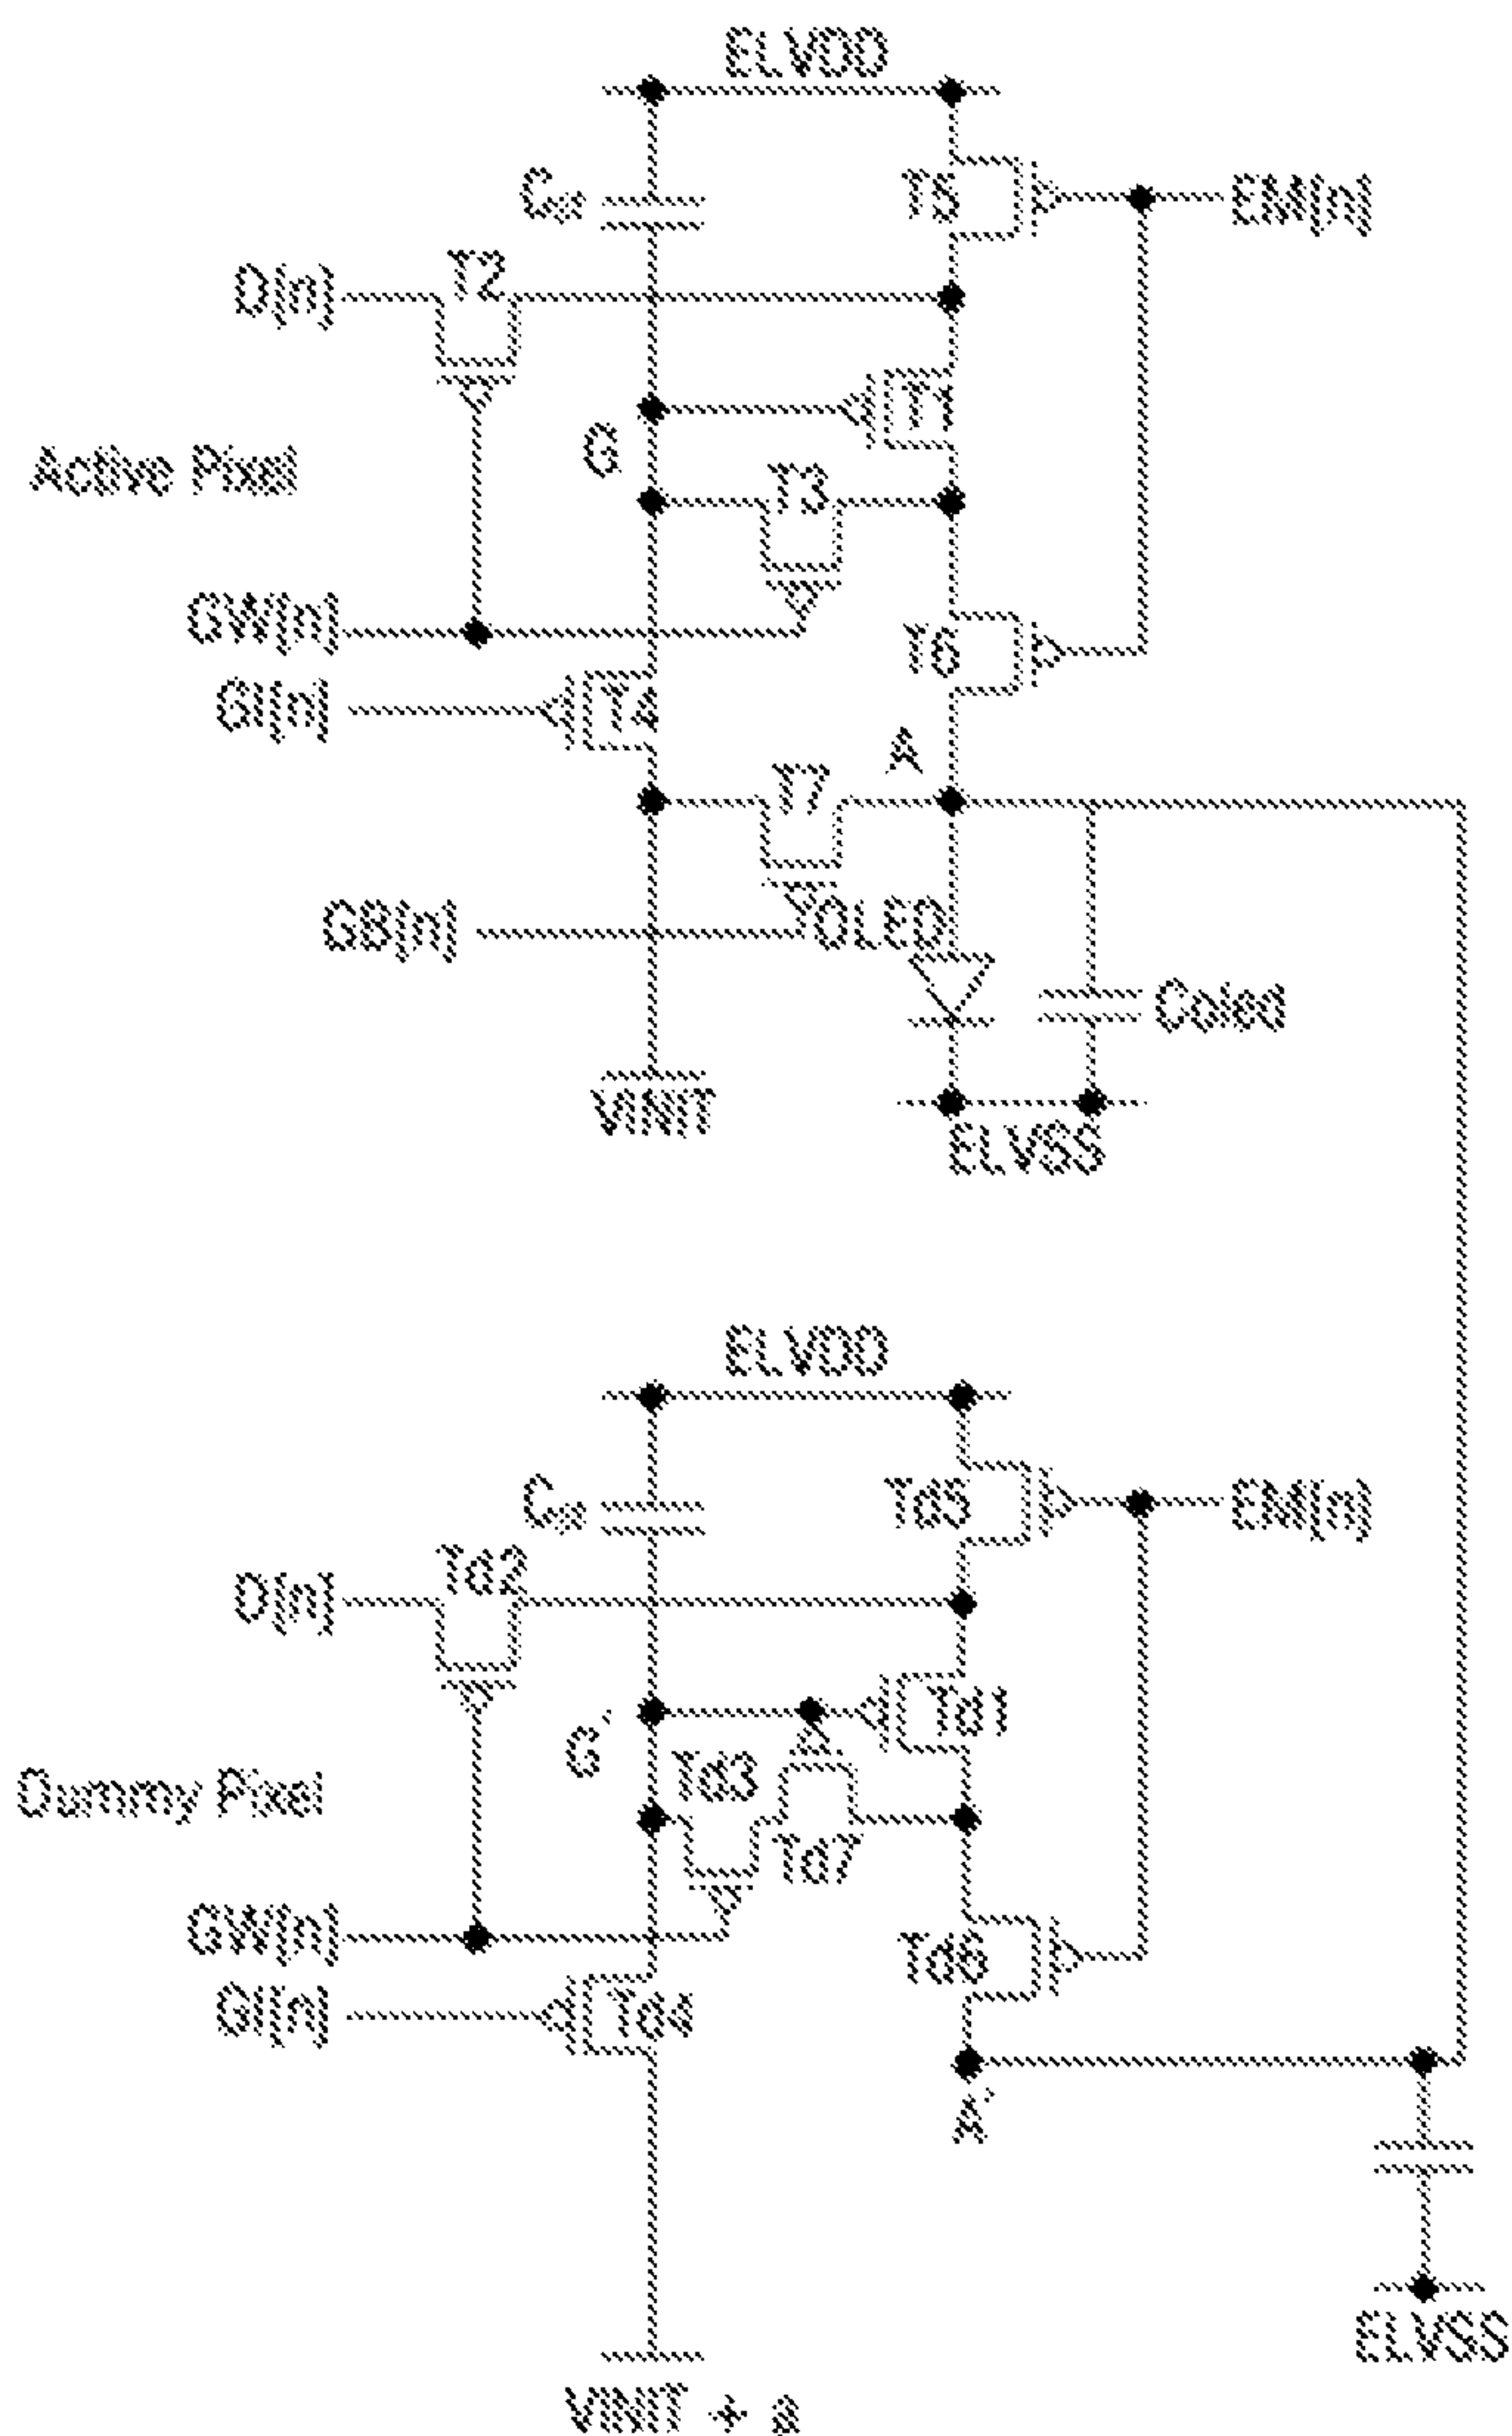 ELVDD
Cst
T5
EM[n]
D[n]
T2
T1
G
Active Pixel
T3
GW[n]
T6
GI[n]
T4
A
T7
GB[n]
OLED
Coled
VINIT
ELVSS
ELVDD
Cst
Td5
EM[n]
D[n]
Td2
Td1
G'
Td3
Dummy Pixel
Td7
GW[n]
Td6
GI[n]
Td4
A'
ELVSS
VINIT + a